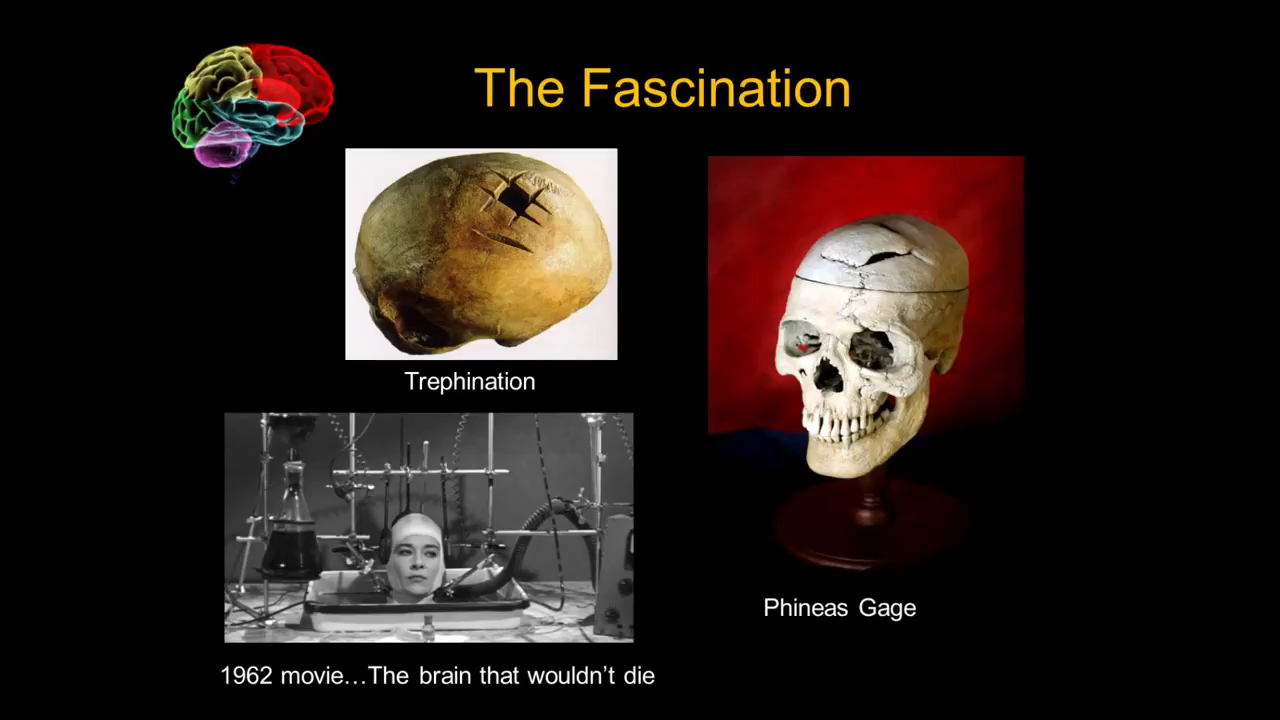 The Fascination
Trephination
Phineas Gage
1962 movie…The brain that wouldn’t die